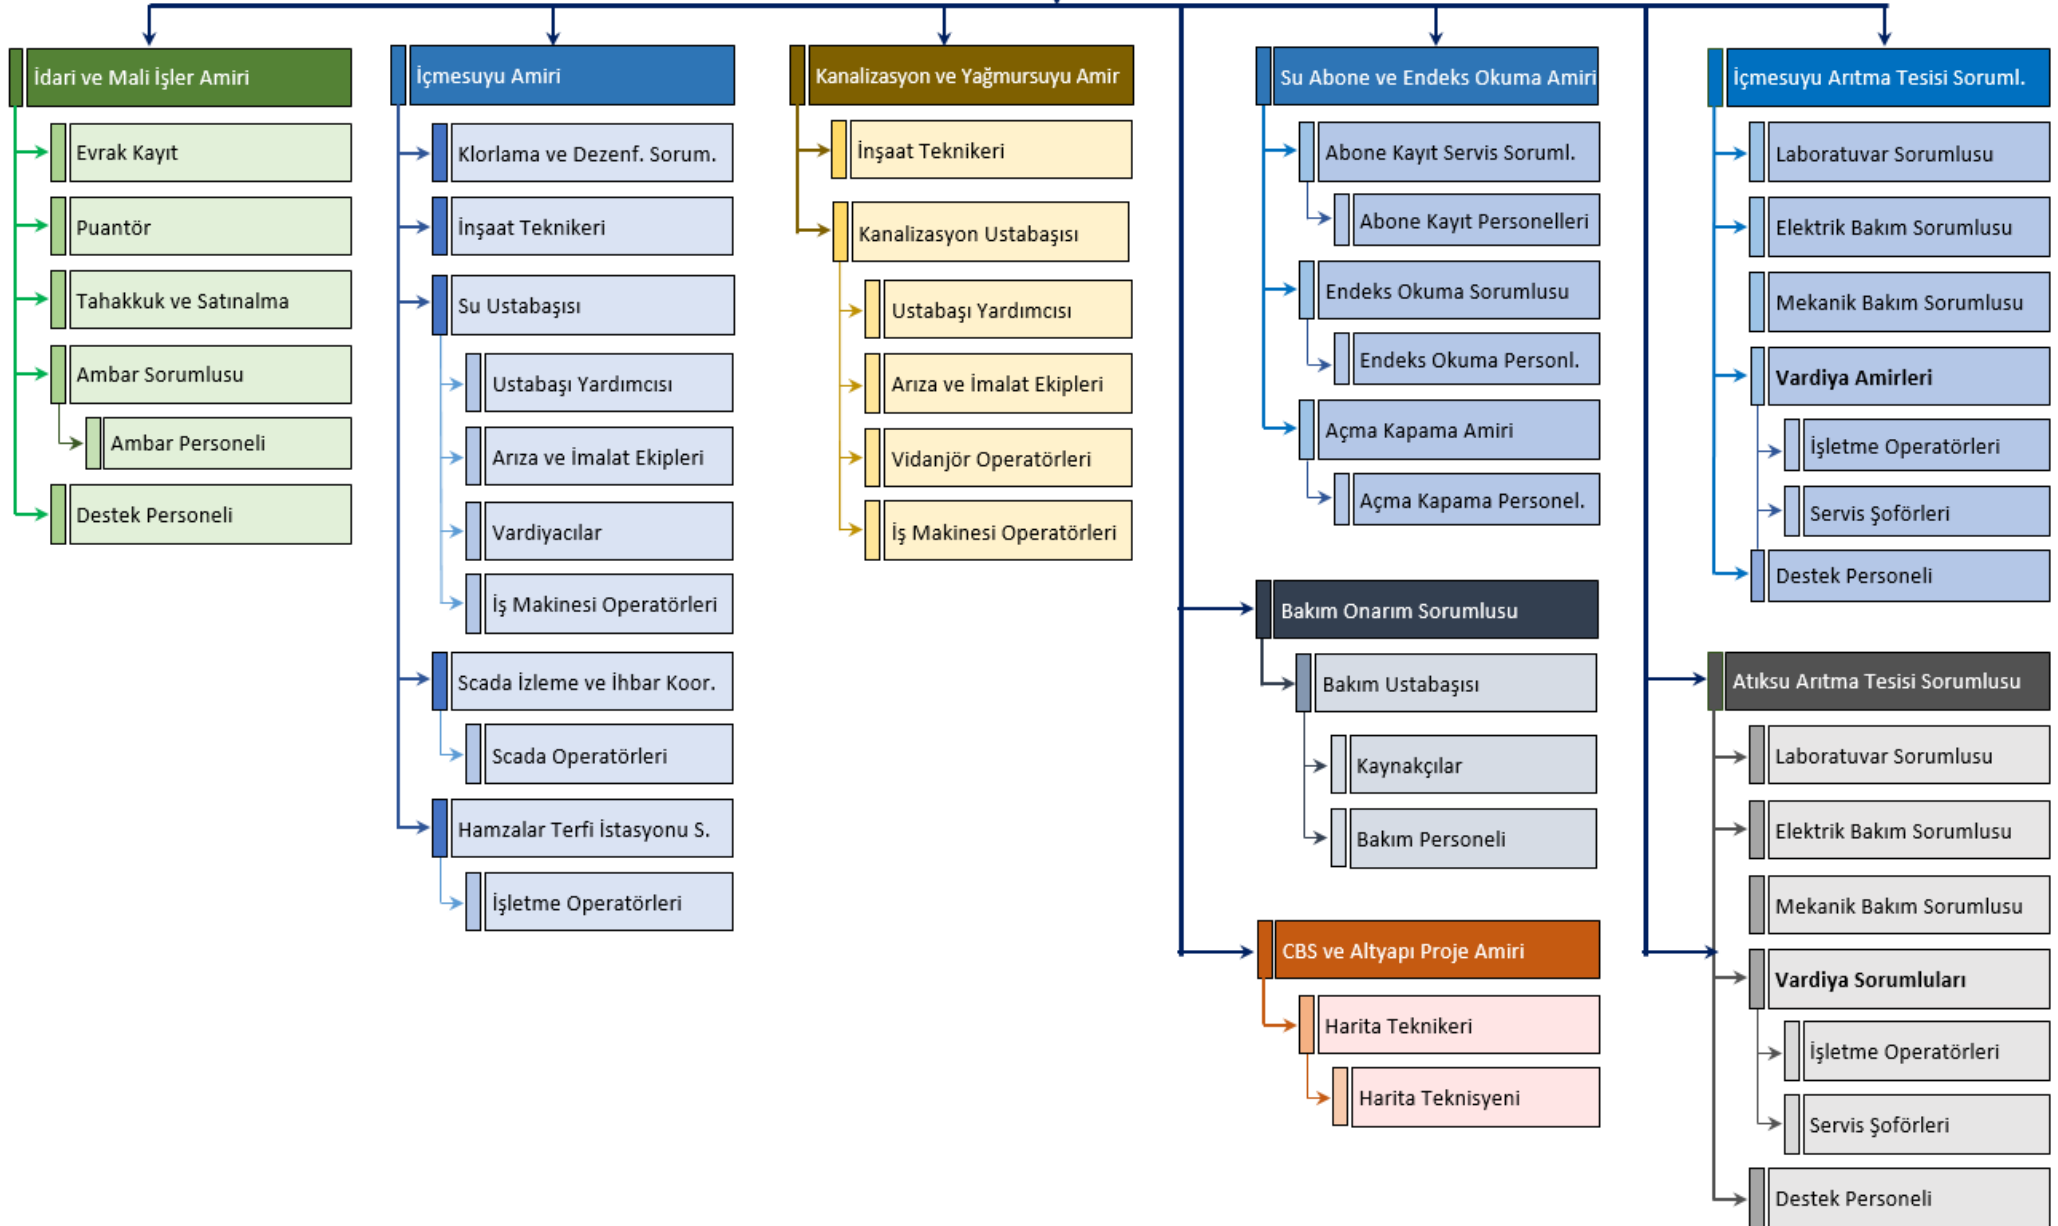 İdari ve Mali İşler Amiri
Evrak Kayıt
Puantör
Tahakkuk ve Satınalma
Ambar Sorumlusu
Ambar Personeli
Destek Personeli
İçmesuyu Amiri
Klorlama ve Dezenf. Sorum.
İnşaat Teknikeri
Su Ustabaşısı
Ustabaşı Yardımcısı
Arıza ve İmalat Ekipleri
Vardiyacılar
İş Makinesi Operatörleri
Scada İzleme ve İhbar Koor.
Scada Operatörleri
Hamzalar Terfi İstasyonu S.
İşletme Operatörleri
Kanalizasyon ve Yağmursuyu Amir
İnşaat Teknikeri
Kanalizasyon Ustabaşısı
Ustabaşı Yardımcısı
Arıza ve İmalat Ekipleri
Vidanjör Operatörleri
İş Makinesi Operatörleri
Su Abone ve Endeks Okuma Amiri
Abone Kayıt Servis Soruml.
Abone Kayıt Personelleri
Endeks Okuma Sorumlusu
Endeks Okuma Personl.
Açma Kapama Amiri
Açma Kapama Personel.
Bakım Onarım Sorumlusu
Bakım Ustabaşısı
Kaynakçılar
Bakım Personeli
CBS ve Altyapı Proje Amiri
Harita Teknikeri
Harita Teknisyeni
İçmesuyu Arıtma Tesisi Soruml.
Laboratuvar Sorumlusu
Elektrik Bakım Sorumlusu
Mekanik Bakım Sorumlusu
Vardiya Amirleri
İşletme Operatörleri
Servis Şoförleri
Destek Personeli
Atıksu Arıtma Tesisi Sorumlusu
Laboratuvar Sorumlusu
Elektrik Bakım Sorumlusu
Mekanik Bakım Sorumlusu
Vardiya Sorumluları
İşletme Operatörleri
Servis Şoförleri
Destek Personeli